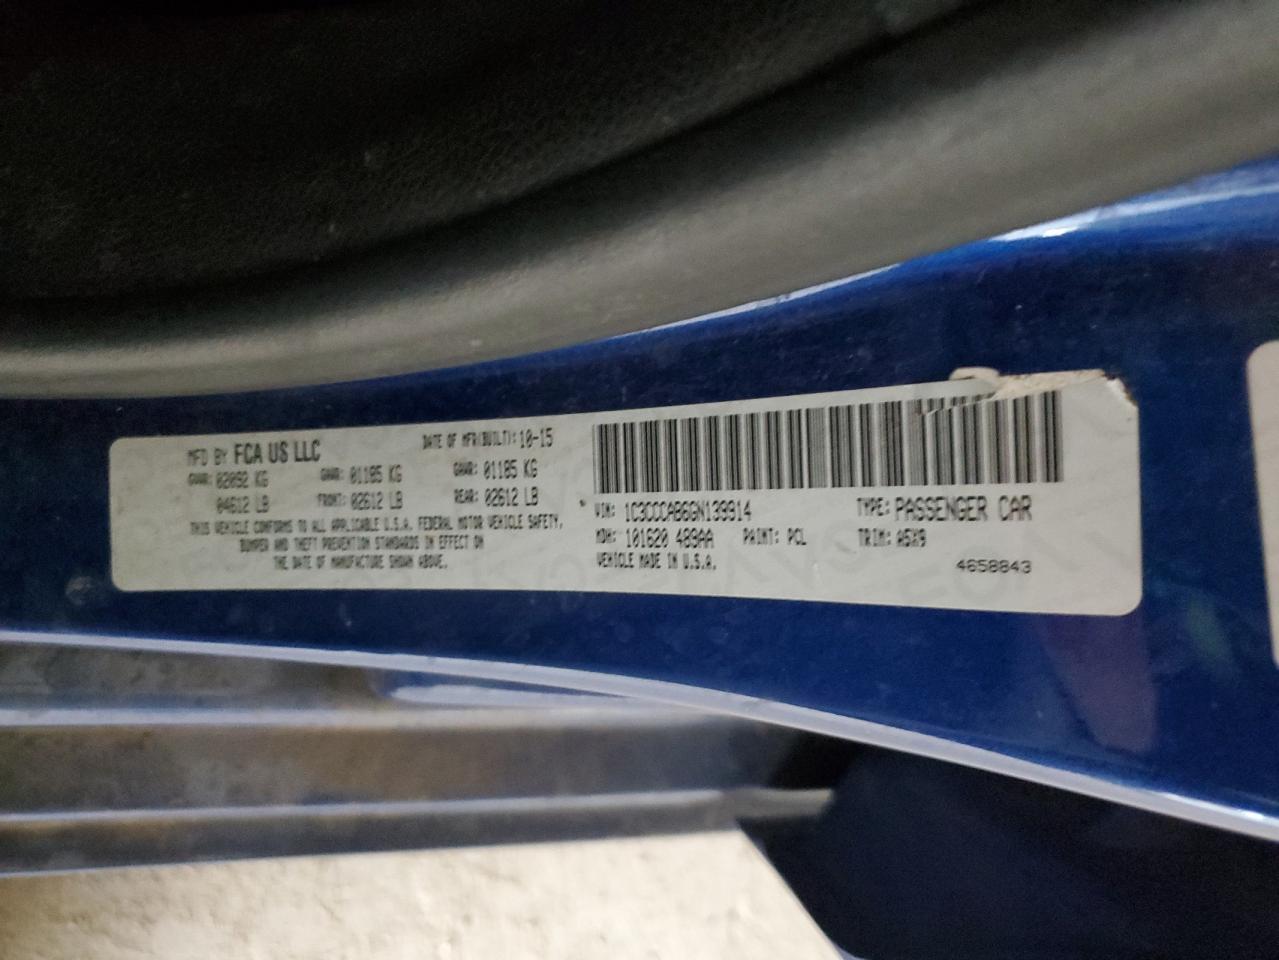 MFD BY FCA US LLC DATE OF MFR(BUILT): 10-15
GVWR: 02092 KG GAWR: 01185 KG GAWR: 01185 KG
04612 LB FRONT: 02612 LB REAR: 02612 LB
THIS VEHICLE CONFORMS TO ALL APPLICABLE U.S.A. FEDERAL MOTOR VEHICLE SAFETY,
BUMPER AND THEFT PREVENTION STANDARDS IN EFFECT ON
THE DATE OF MANUFACTURE SHOWN ABOVE.
VIN: 1C3CCCAB6GN139914 TYPE: PASSENGER CAR
MDH: 101620 489AA PAINT: PCL TRIM: A5X9
VEHICLE MADE IN U.S.A. 4658843